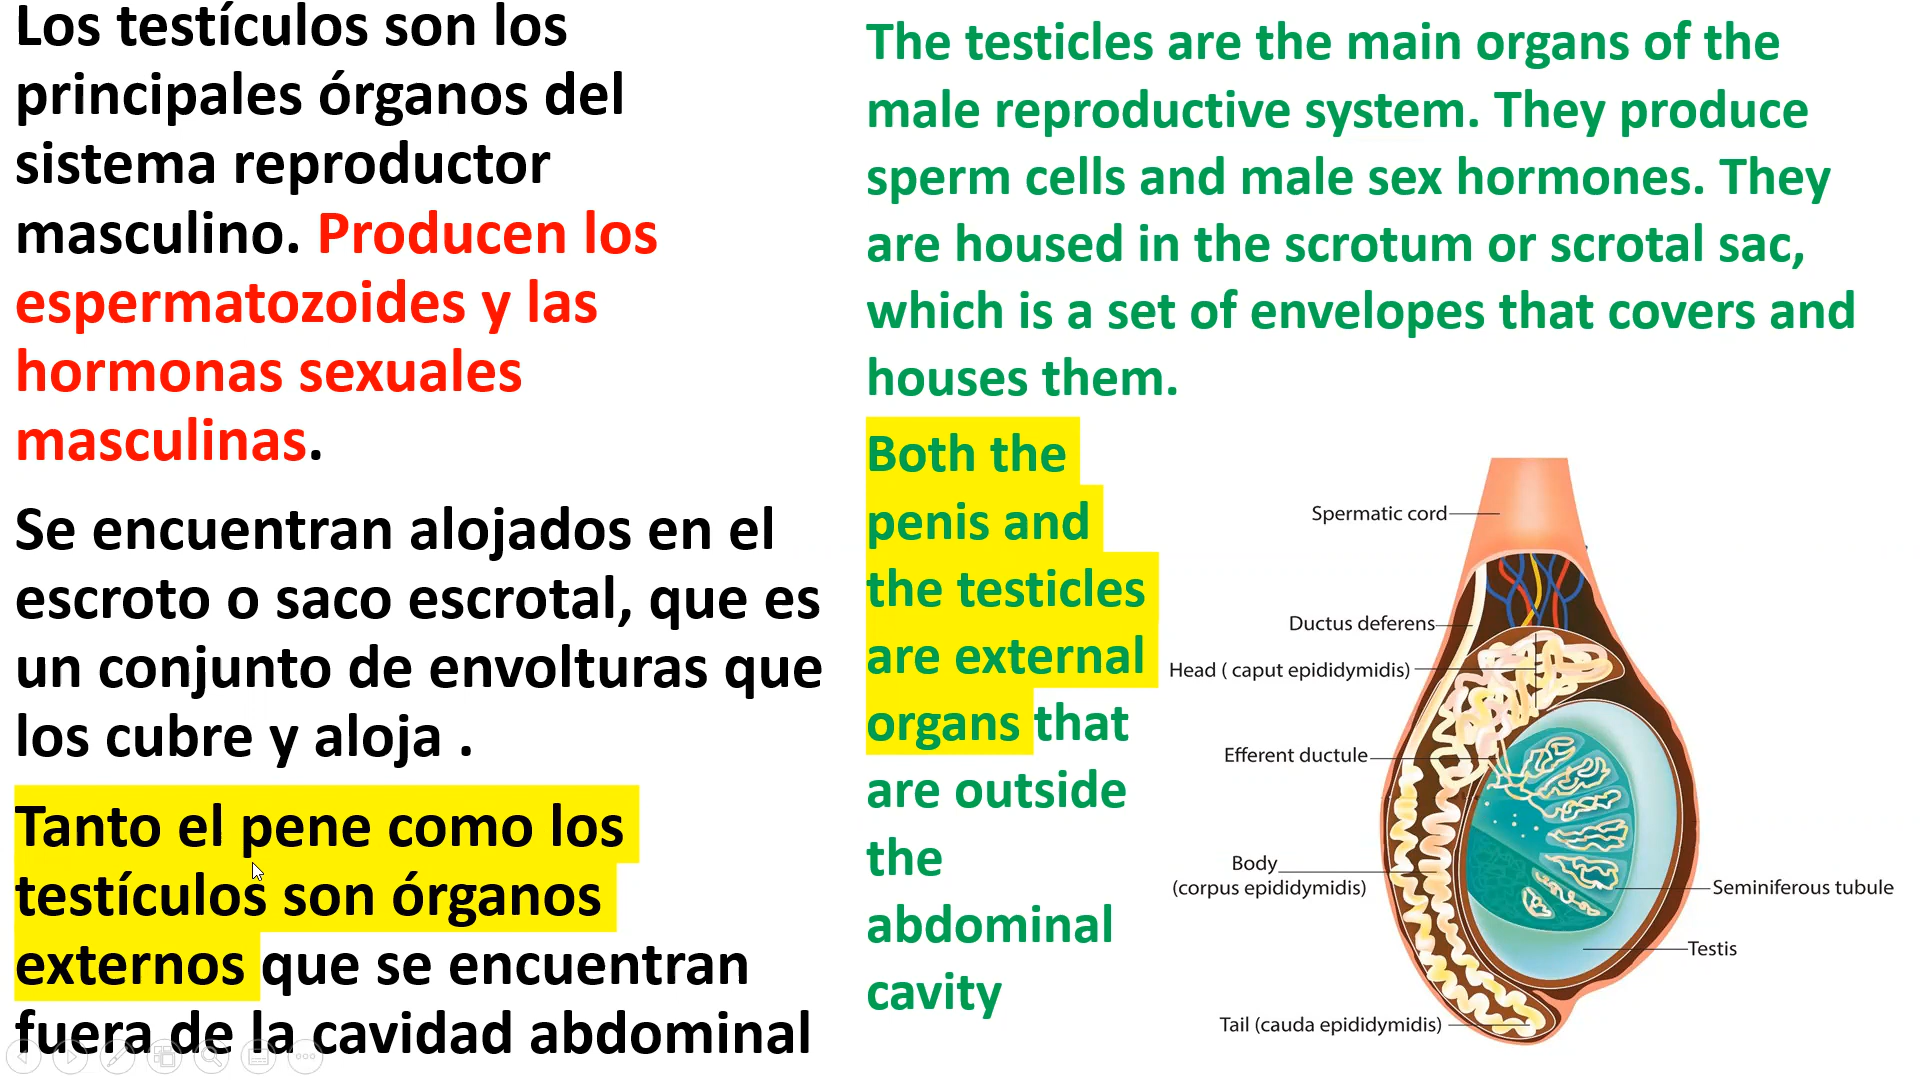 Los testículos son los
principales órganos del
sistema reproductor
masculino. Producen los
espermatozoides y las
hormonas sexuales
masculinas.
Se encuentran alojados en el
escroto o saco escrotal, que es
un conjunto de envolturas que
los cubre y aloja .
Tanto el pene como los
testículos son órganos
externos que se encuentran
fuera de la cavidad abdominal
The testicles are the main organs of the
male reproductive system. They produce
sperm cells and male sex hormones. They
are housed in the scrotum or scrotal sac,
which is a set of envelopes that covers and
houses them.
Both the
penis and
the testicles
are external
organs that
are outside
the
abdominal
cavity
Spermatic cord
Ductus deferens
Head ( caput epididymidis)
Efferent ductule
Body
(corpus epididymidis)
Seminiferous tubule
Testis
Tail (cauda epididymidis)